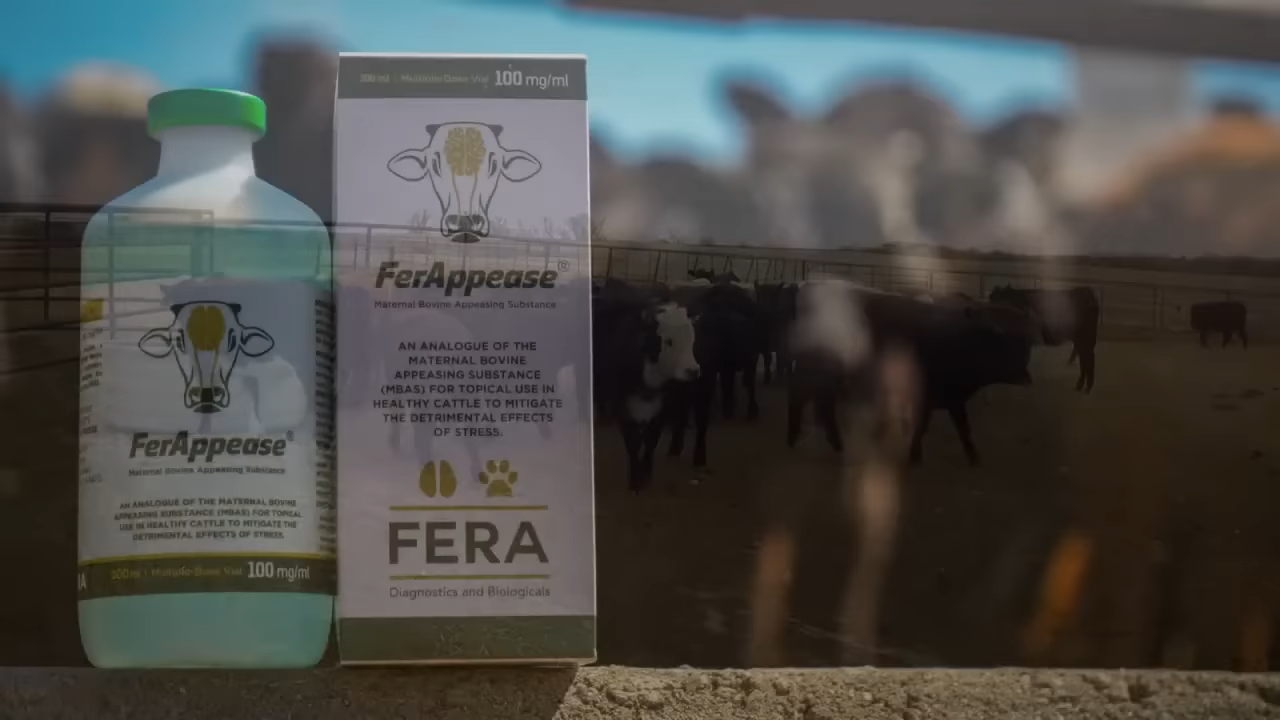 100 mg/ml
FerAppease®
Maternal Bovine Appeasing Substance
AN ANALOGUE OF THE
MATERNAL BOVINE
APPEASING SUBSTANCE
(MBAS) FOR TOPICAL USE IN
HEALTHY CATTLE TO MITIGATE
THE DETRIMENTAL EFFECTS
OF STRESS.
FERA
Diagnostics and Biologicals
FerAppease®
Maternal Bovine Appeasing Substance
AN ANALOGUE OF THE MATERNAL BOVINE
APPEASING SUBSTANCE (MBAS) FOR TOPICAL
USE IN HEALTHY CATTLE TO MITIGATE THE
DETRIMENTAL EFFECTS OF STRESS.
Multiple-Dose Vial 100 mg/ml